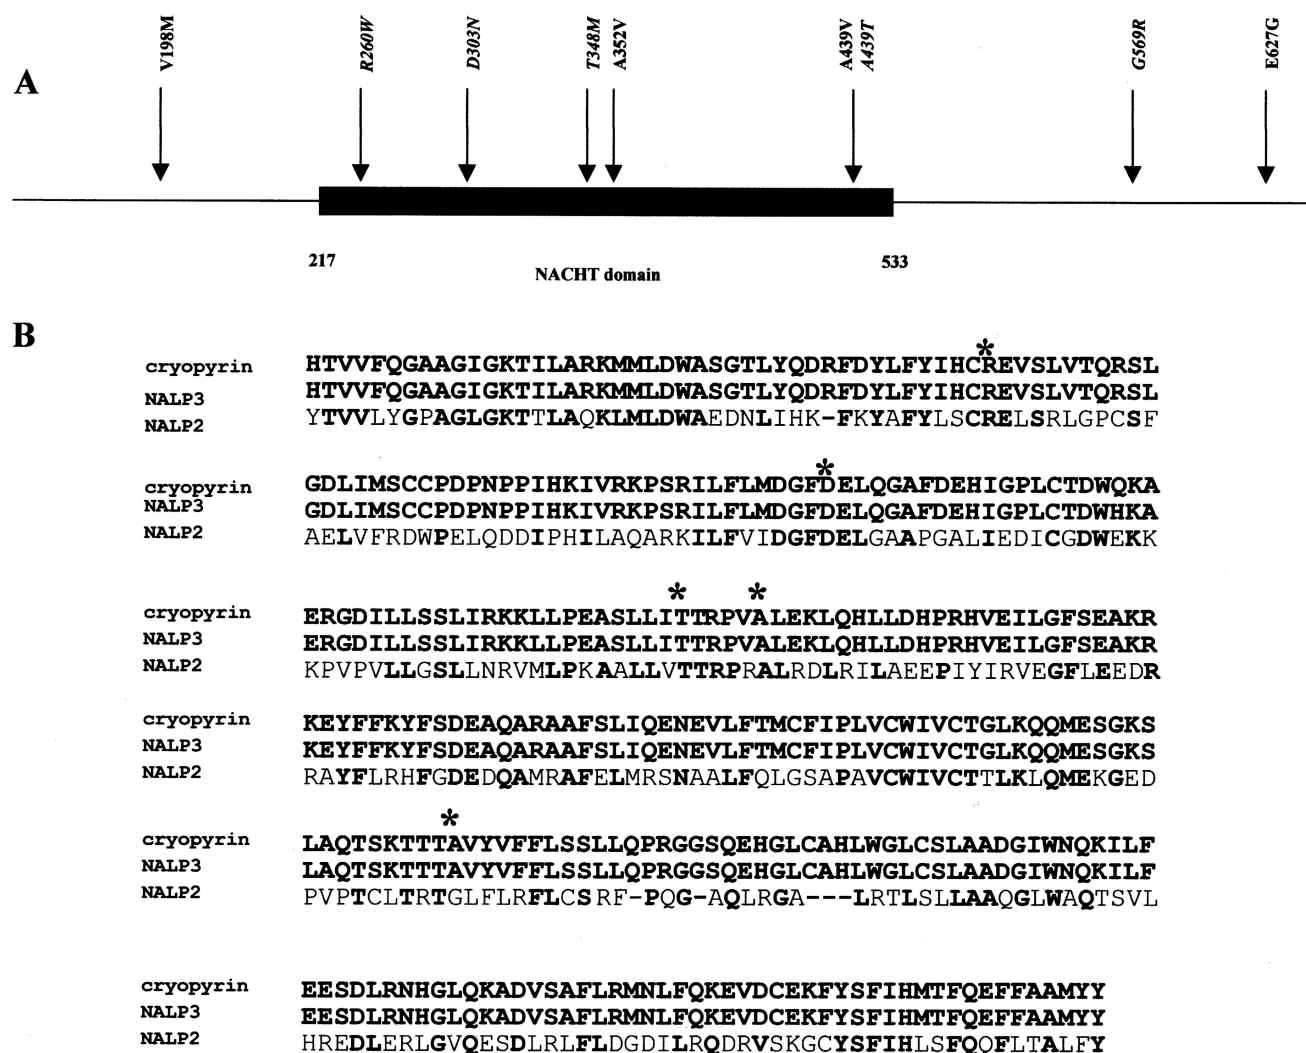 V198M
R260W
D303N
T348M
A352V
A439V
A439T
G569R
E627G
A
217
533
NACHT domain
B
*
cryopyrin HTVVFQGAAGIGKTILARKMMLDWASGTLYQDRFDYLFYIHCREVSLVTQRSL
NALP3 HTVVFQGAAGIGKTILARKMMLDWASGTLYQDRFDYLFYIHCREVSLVTQRSL
NALP2 YTVVLYGPAGLGKTTLAQKLMLDWAEDNLIHK-FKYAFYLSCRELSRLGPCSF
*
cryopyrin GDLIMSCCPDPNPPIHKIVRKPSRILFLMDGFDELQGAFDEHIGPLCTDWQKA
NALP3 GDLIMSCCPDPNPPIHKIVRKPSRILFLMDGFDELQGAFDEHIGPLCTDWHKA
NALP2 AELVFRDWPELQDDIPHILAQARKILFVIDGFDELGAAPGALIEDICGDWEKK
* *
cryopyrin ERGDILLSSLIRKKLLPEASLLITTRPVALEKLQHLLDHPRHVEILGFSEAKR
NALP3 ERGDILLSSLIRKKLLPEASLLITTRPVALEKLQHLLDHPRHVEILGFSEAKR
NALP2 KPVPVLLGSLLNRVMLPKAALLVTTRPRALRDLRILAEEPIYIRVEGFLEEDR
cryopyrin KEYFFKYFSDEAQARAAFSLIQENEVLFTMCFIPLVCWIVCTGLKQQMESGKS
NALP3 KEYFFKYFSDEAQARAAFSLIQENEVLFTMCFIPLVCWIVCTGLKQQMESGKS
NALP2 RAYFLRHFGDEDQAMRAFELMRSNAALFQLGSAPAVCWIVCTTLKLQMEKGED
*
cryopyrin LAQTSKTTTAVYVFFLSSLLQPRGGSQEHGLCAHLWGLCSLAADGIWNQKILF
NALP3 LAQTSKTTTAVYVFFLSSLLQPRGGSQEHGLCAHLWGLCSLAADGIWNQKILF
NALP2 PVPTCLTRTGLFLRFLCSRF-PQG-AQLRGA---LRTLSLLAAQGLWAQTSVL
cryopyrin EESDLRNHGLQKADVSAFLRMNLFQKEVDCEKFYSFIHMTFQEFFAAMYY
NALP3 EESDLRNHGLQKADVSAFLRMNLFQKEVDCEKFYSFIHMTFQEFFAAMYY
NALP2 HREDLERLGVQESDLRLFLDGDILRQDRVSKGCYSFIHLSFQQFLTALFY